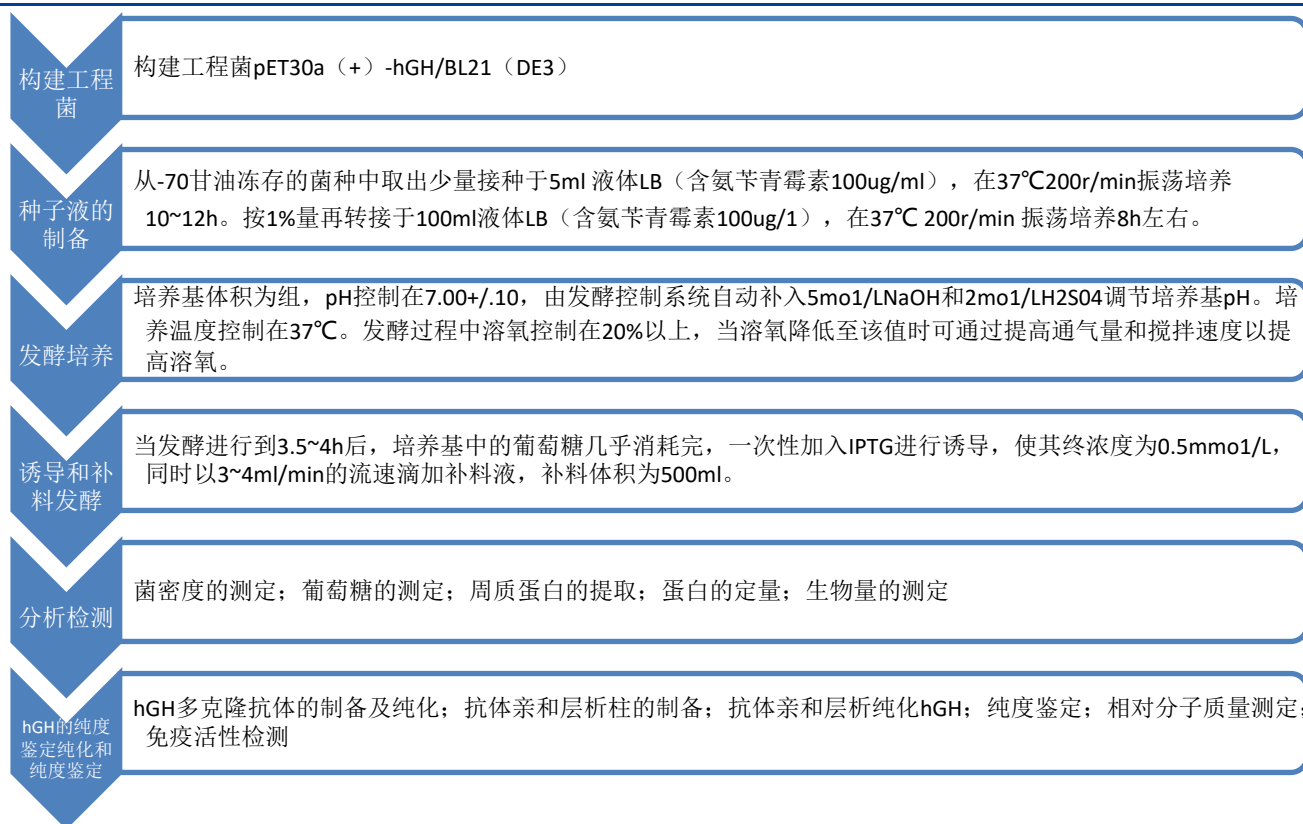 构建工程
菌
构建工程菌pET30a（+）-hGH/BL21（DE3）
种子液的
制备
从-70甘油冻存的菌种中取出少量接种于5ml 液体LB（含氨苄青霉素100ug/ml），在37℃200r/min振荡培养
10~12h。按1%量再转接于100ml液体LB（含氨苄青霉素100ug/1），在37℃ 200r/min 振荡培养8h左右。
发酵培养
培养基体积为组，pH控制在7.00+/.10，由发酵控制系统自动补入5mo1/LNaOH和2mo1/LH2S04调节培养基pH。培
养温度控制在37℃。发酵过程中溶氧控制在20%以上，当溶氧降低至该值时可通过提高通气量和搅拌速度以提
高溶氧。
诱导和补
料发酵
当发酵进行到3.5~4h后，培养基中的葡萄糖几乎消耗完，一次性加入IPTG进行诱导，使其终浓度为0.5mmo1/L，
同时以3~4ml/min的流速滴加补料液，补料体积为500ml。
分析检测
菌密度的测定；葡萄糖的测定；周质蛋白的提取；蛋白的定量；生物量的测定
hGH的纯度
鉴定纯化和
纯度鉴定
hGH多克隆抗体的制备及纯化；抗体亲和层析柱的制备；抗体亲和层析纯化hGH；纯度鉴定；相对分子质量测定；
免疫活性检测